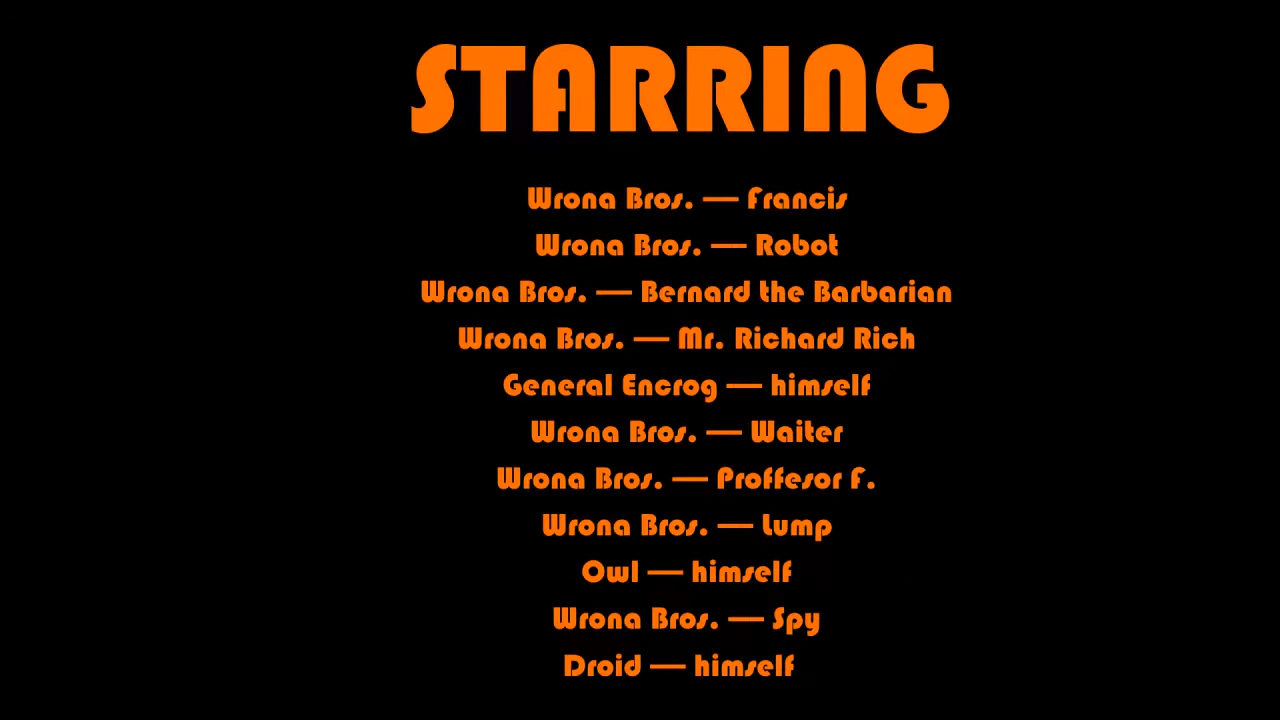 STARRING
Wrona Bros. — Francis
Wrona Bros. — Robot
Wrona Bros. — Bernard the Barbarian
Wrona Bros. — Mr. Richard Rich
General Encrog — himself
Wrona Bros. — Waiter
Wrona Bros. — Proffesor F.
Wrona Bros. — Lump
Owl — himself
Wrona Bros. — Spy
Droid — himself